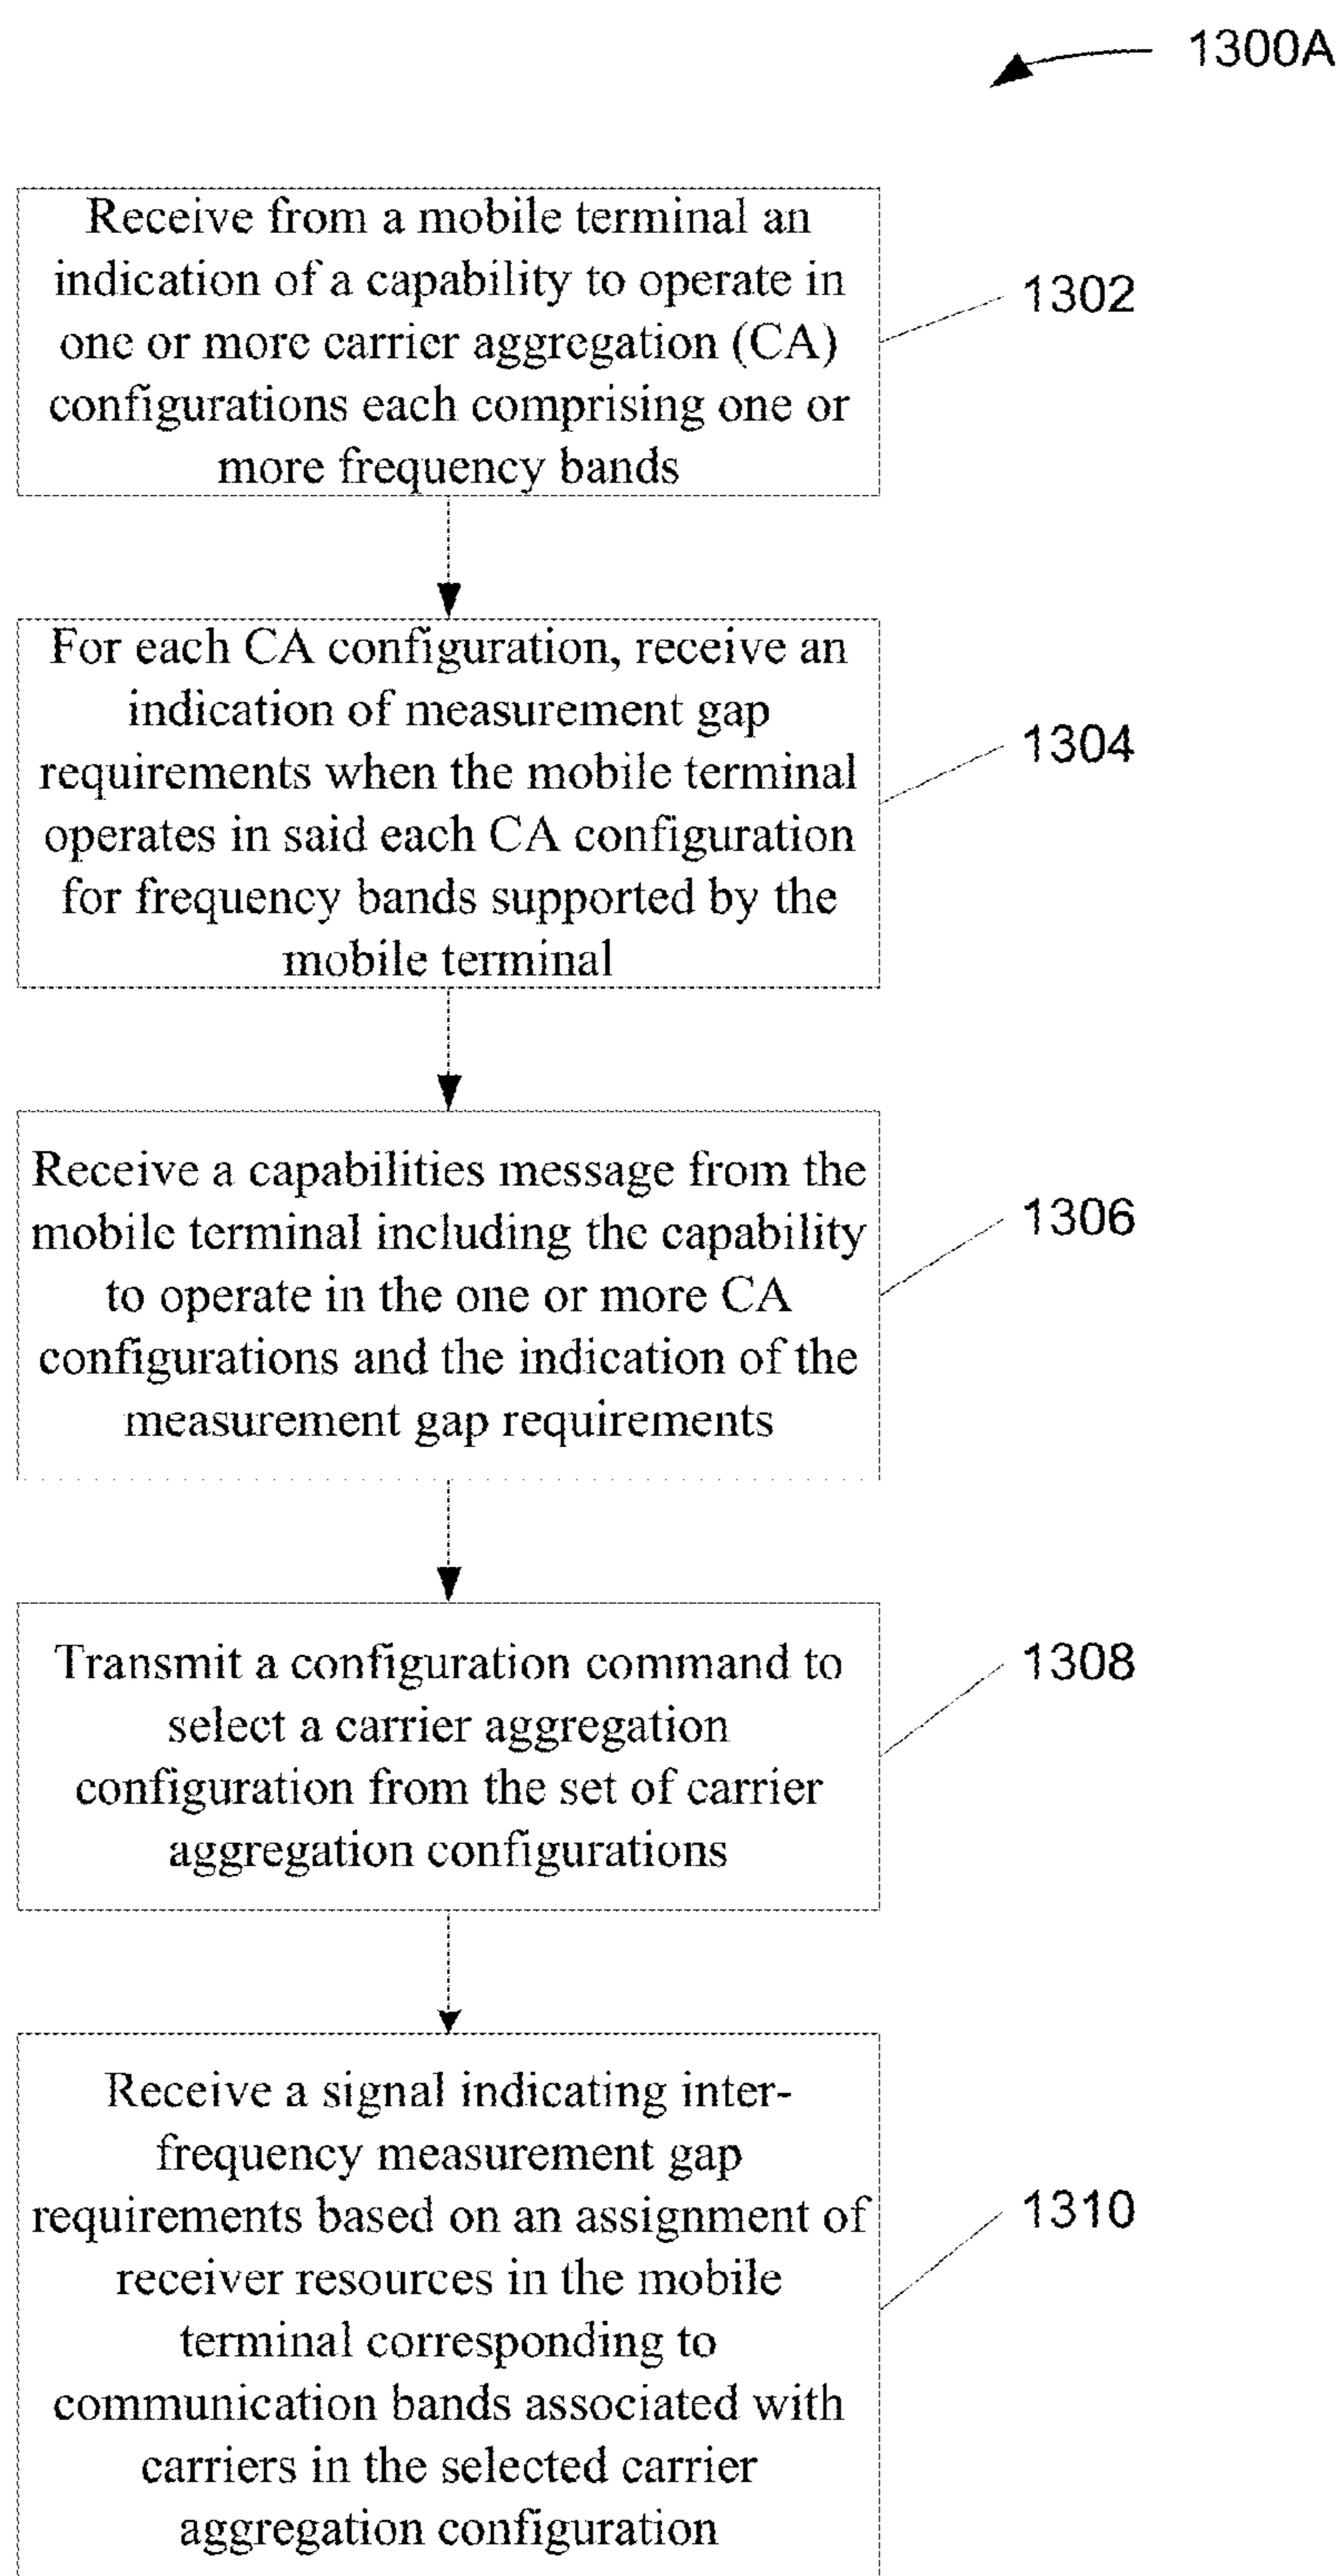 1300A
Receive from a mobile terminal an
indication of a capability to operate in
one or more carrier aggregation (CA)
configurations each comprising one or
more frequency bands
1302
For each CA configuration, receive an
indication of measurement gap
requirements when the mobile terminal
operates in said each CA configuration
for frequency bands supported by the
mobile terminal
1304
Receive a capabilities message from the
mobile terminal including the capability
to operate in the one or more CA
configurations and the indication of the
measurement gap requirements
1306
Transmit a configuration command to
select a carrier aggregation
configuration from the set of carrier
aggregation configurations
1308
Receive a signal indicating inter-
frequency measurement gap
requirements based on an assignment of
receiver resources in the mobile
terminal corresponding to
communication bands associated with
carriers in the selected carrier
aggregation configuration
1310